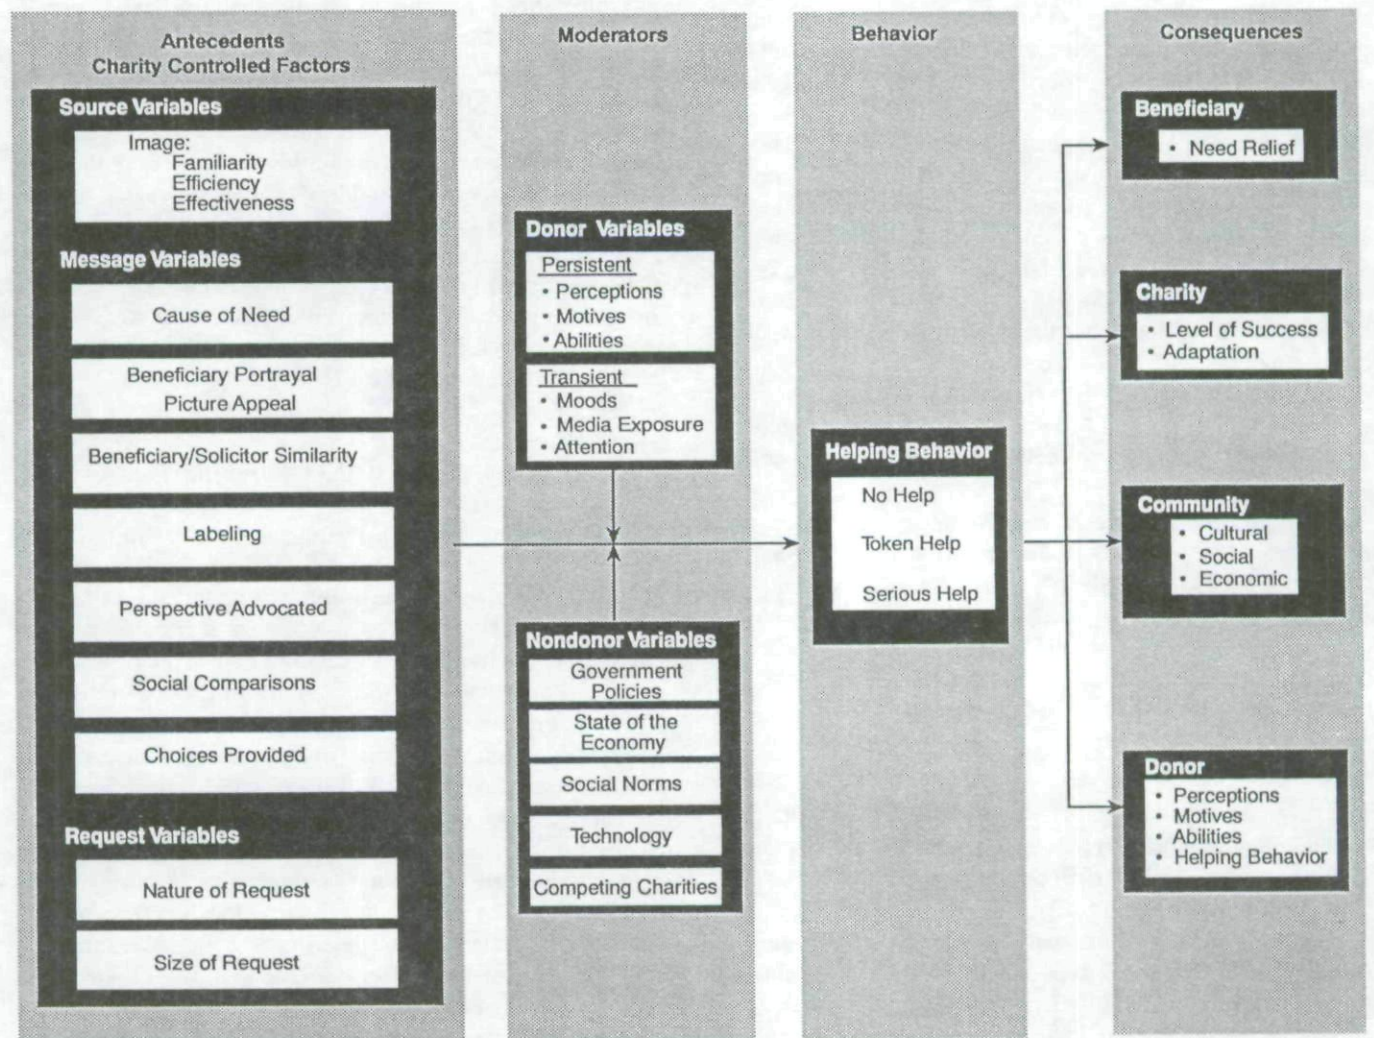 Antecedents
Charity Controlled Factors
Source Variables
Image:
Familiarity
Efficiency
Effectiveness
Message Variables
Cause of Need
Beneficiary Portrayal
Picture Appeal
Beneficiary/Solicitor Similarity
Labeling
Perspective Advocated
Social Comparisons
Choices Provided
Request Variables
Nature of Request
Size of Request
Moderators
Donor Variables
Persistent
• Perceptions
• Motives
• Abilities
Transient
• Moods
• Media Exposure
• Attention
Nondonor Variables
Government
Policies
State of the
Economy
Social Norms
Technology
Competing Charities
Behavior
Helping Behavior
No Help
Token Help
Serious Help
Consequences
Beneficiary
• Need Relief
Charity
• Level of Success
• Adaptation
Community
• Cultural
• Social
• Economic
Donor
• Perceptions
• Motives
• Abilities
• Helping Behavior